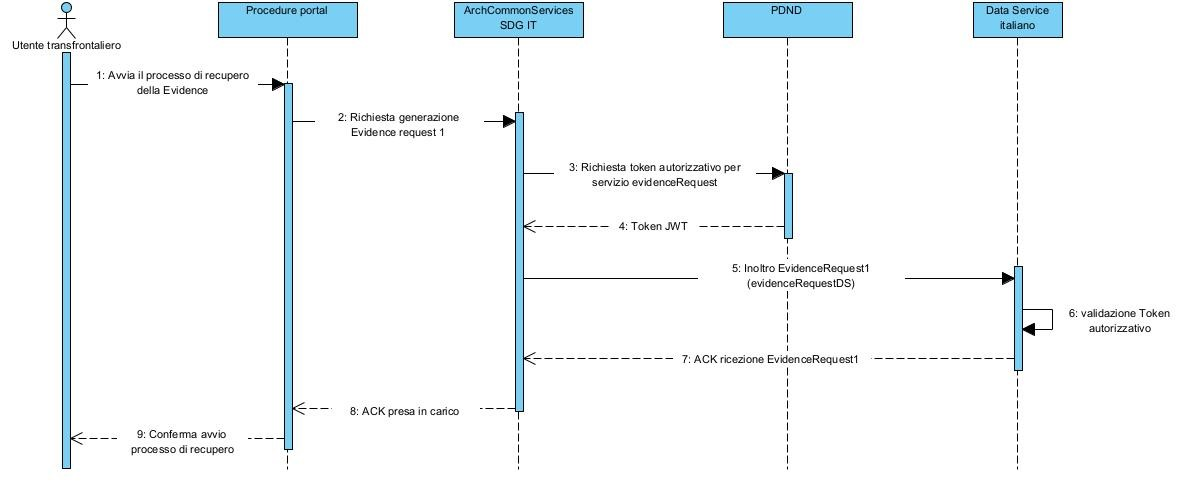 Procedure portal
ArchCommonServices
SDG IT
PDND
Data Service
italiano
Utente transfrontaliero
1: Avvia il processo di recupero
della Evidence
2: Richiesta generazione
Evidence request 1
3: Richiesta token autorizzativo per
servizio evidenceRequest
4: Token JWT
5: Inoltro EvidenceRequest1
(evidenceRequestDS)
6: validazione Token
autorizzativo
7: ACK ricezione EvidenceRequest1
8: ACK presa in carico
9: Conferma avvio
processo di recupero